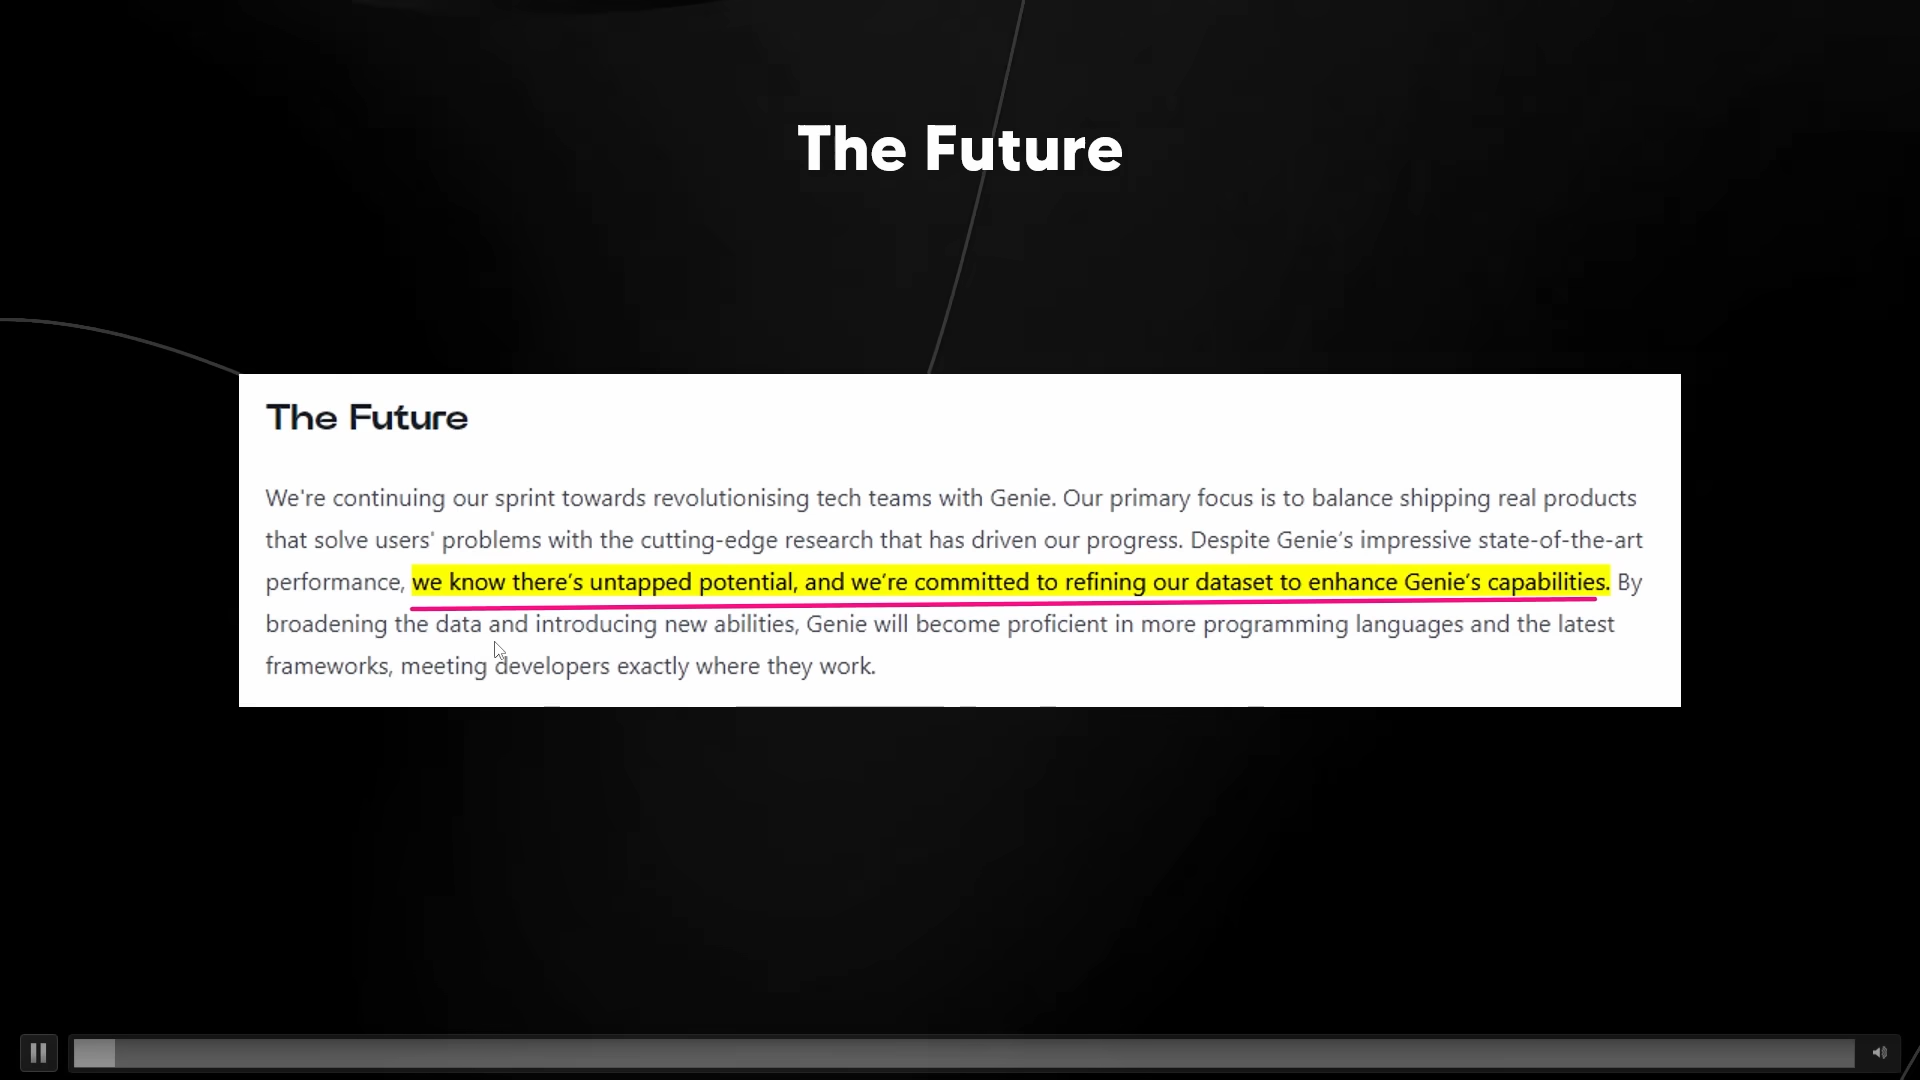 The Future
The Future
We're continuing our sprint towards revolutionising tech teams with Genie. Our primary focus is to balance shipping real products
that solve users' problems with the cutting-edge research that has driven our progress. Despite Genie's impressive state-of-the-art
performance, we know there's untapped potential, and we're committed to refining our dataset to enhance Genie's capabilities. By
broadening the data and introducing new abilities, Genie will become proficient in more programming languages and the latest
frameworks, meeting developers exactly where they work.